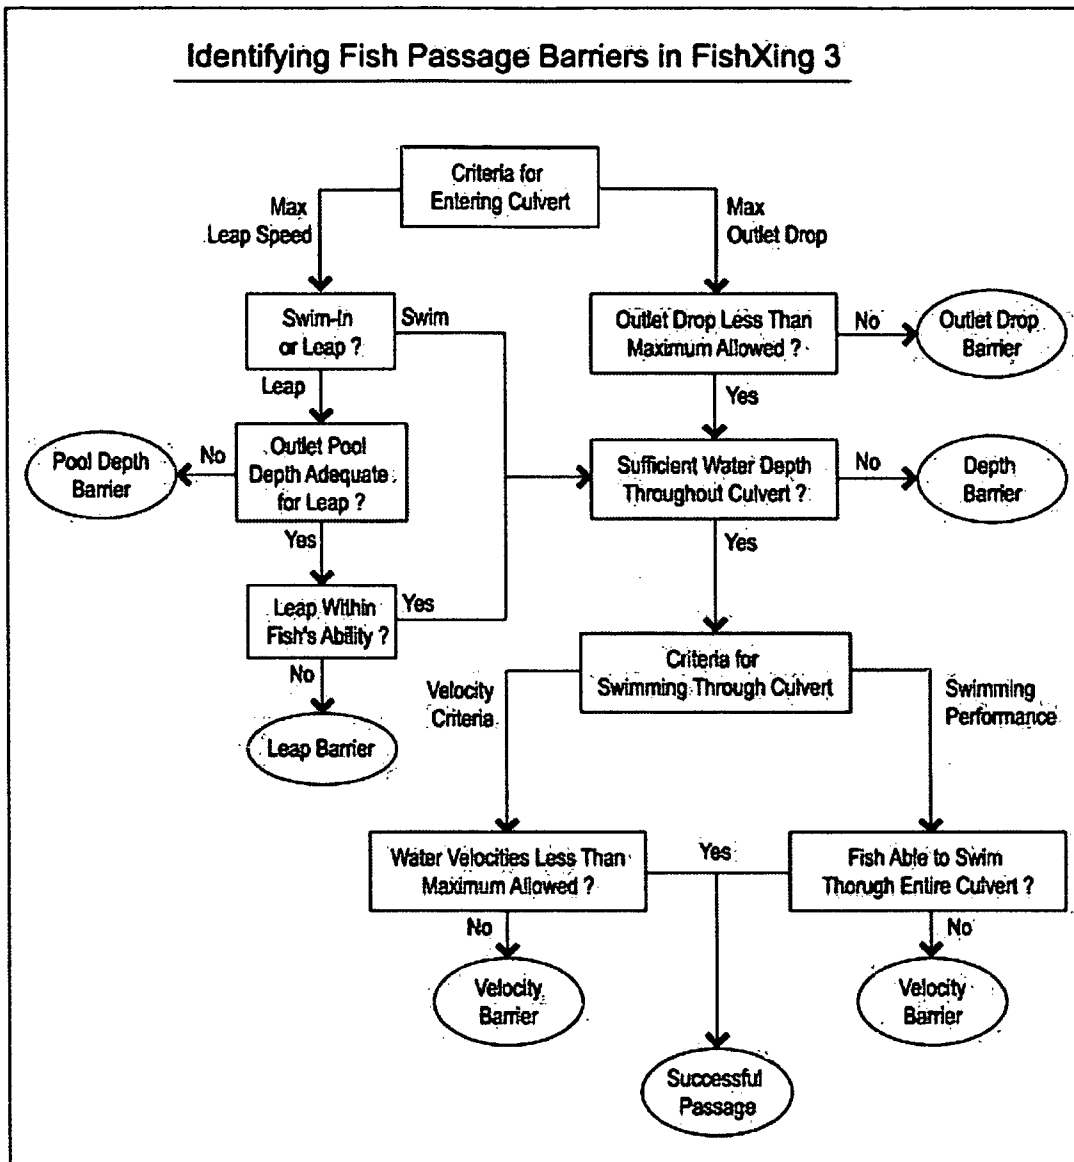 Identifying Fish Passage Barriers in FishXing 3
Criteria for
Entering Culvert
Max
Leap Speed
Max
Outlet Drop
Swim-In
or Leap ?
Swim
Outlet Drop Less Than
Maximum Allowed ?
No
Outlet Drop
Barrier
Leap
Yes
Pool Depth
Barrier
No
Outlet Pool
Depth Adequate
for Leap ?
Sufficient Water Depth
Throughout Culvert ?
No
Depth
Barrier
Yes
Yes
Leap Within
Fish's Ability ?
Yes
No
Leap Barrier
Criteria for
Swimming Through Culvert
Velocity
Criteria
Swimming
Performance
Water Velocities Less Than
Maximum Allowed ?
Yes
Fish Able to Swim
Thorugh Entire Culvert ?
No
No
Velocity
Barrier
Velocity
Barrier
Successful
Passage